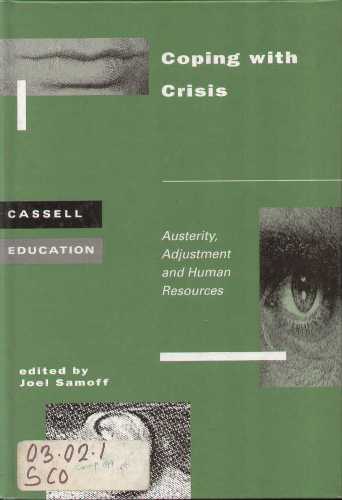 Coping with
Crisis
CASSELL
EDUCATION
Austerity,
Adjustment
and Human
Resources
edited by
Joel Samoff
03.02.1
SCO